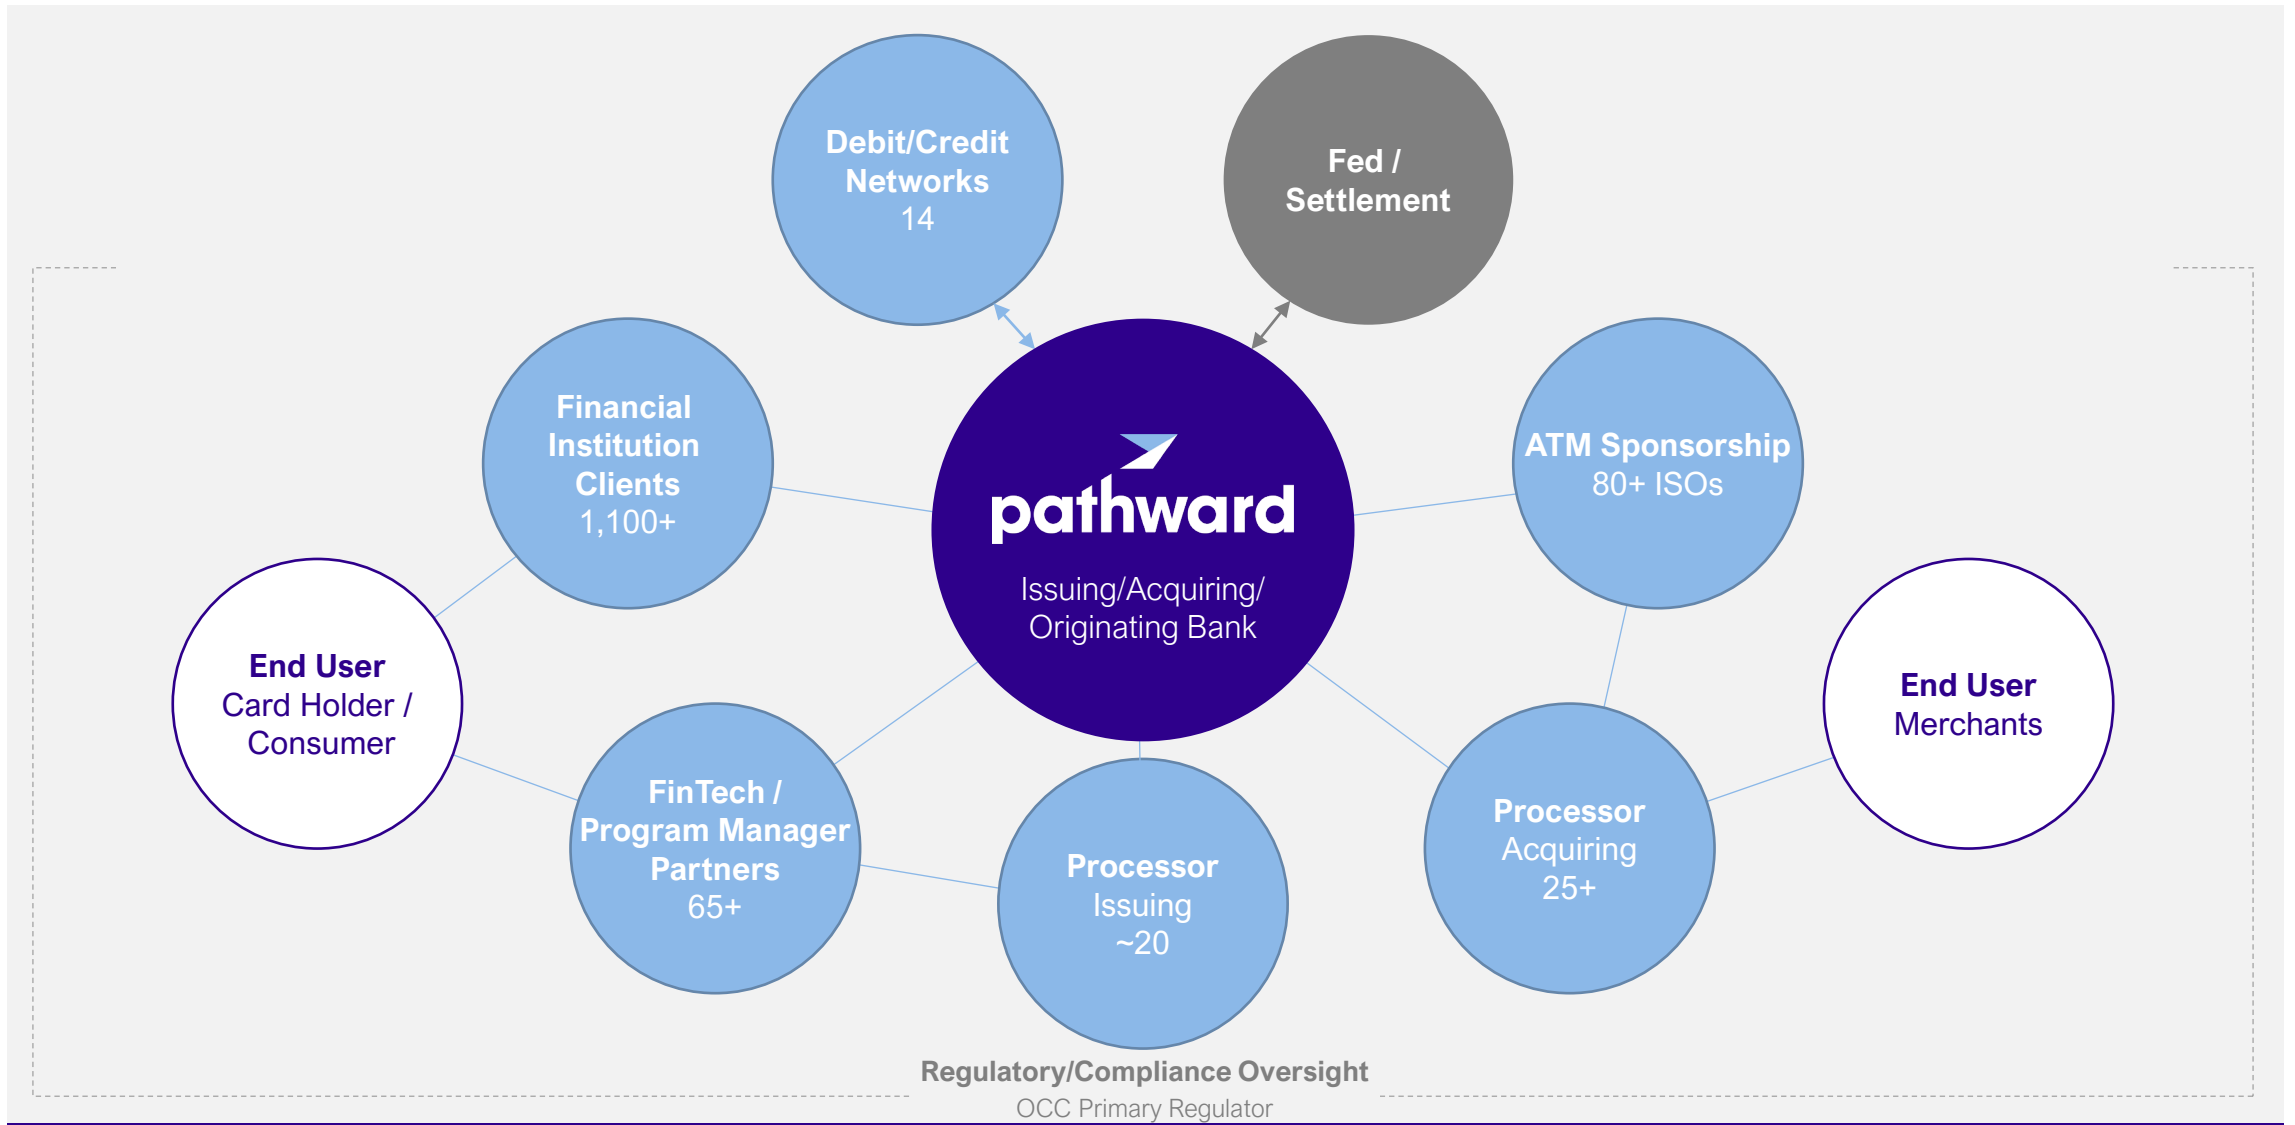 Debit/Credit
Networks
14
Fed /
Settlement
Financial
Institution
Clients
1,100+
pathward
Issuing/Acquiring/
Originating Bank
ATM Sponsorship
80+ ISOs
End User
Card Holder /
Consumer
End User
Merchants
FinTech /
Program Manager
Partners
65+
Processor
Issuing
~20
Processor
Acquiring
25+
Regulatory/Compliance Oversight
OCC Primary Regulator